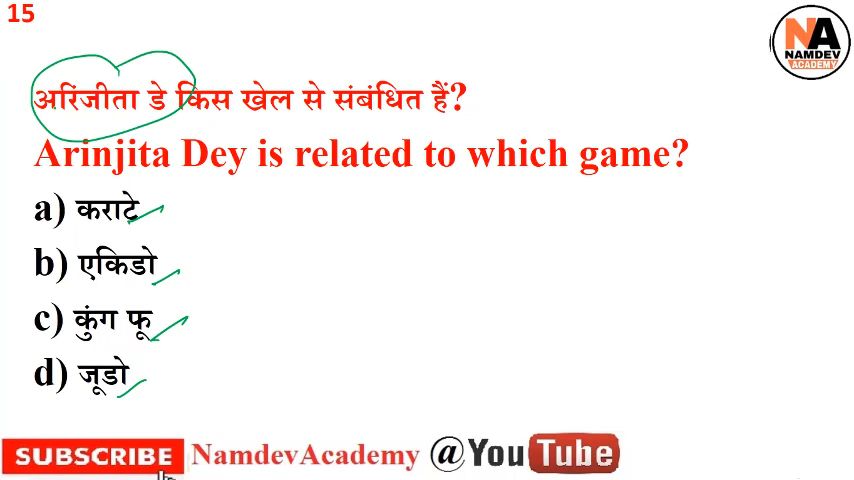 15
NA
NAMDEV
ACADEMY
अरिंजीता डे किस खेल से संबंधित हैं?
Arinjita Dey is related to which game?
a) कराटे
b) एकिडो
c) कुंग फू
d) जूडो
SUBSCRIBE NamdevAcademy @YouTube